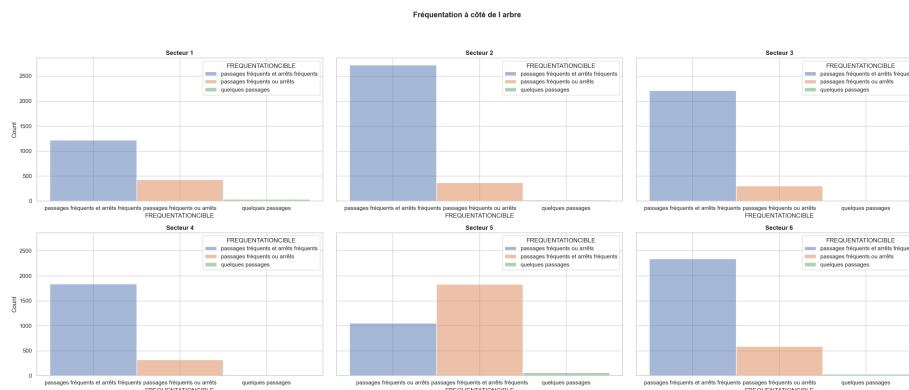 Fréquentation à côté de l arbre
Secteur 1
FREQUENTATIONCIBLE
passages fréquents et arrêts fréquents
passages fréquents ou arrêts
quelques passages
Count
2500
2000
1500
1000
500
0
passages fréquents et arrêts fréquents passages fréquents ou arrêts quelques passages
FREQUENTATIONCIBLE
Secteur 2
FREQUENTATIONCIBLE
passages fréquents et arrêts fréquents
passages fréquents ou arrêts
quelques passages
passages fréquents et arrêts fréquents passages fréquents ou arrêts quelques passages
FREQUENTATIONCIBLE
Secteur 3
FREQUENTATIONCIBLE
passages fréquents et arrêts fréquents
passages fréquents ou arrêts
quelques passages
passages fréquents et arrêts fréquents passages fréquents ou arrêts quelques passages
FREQUENTATIONCIBLE
Secteur 4
FREQUENTATIONCIBLE
passages fréquents et arrêts fréquents
passages fréquents ou arrêts
quelques passages
Count
2500
2000
1500
1000
500
0
passages fréquents et arrêts fréquents passages fréquents ou arrêts quelques passages
FREQUENTATIONCIBLE
Secteur 5
FREQUENTATIONCIBLE
passages fréquents ou arrêts
passages fréquents et arrêts fréquents
quelques passages
passages fréquents ou arrêts passages fréquents et arrêts fréquents quelques passages
FREQUENTATIONCIBLE
Secteur 6
FREQUENTATIONCIBLE
passages fréquents et arrêts fréquents
passages fréquents ou arrêts
quelques passages
passages fréquents et arrêts fréquents passages fréquents ou arrêts quelques passages
FREQUENTATIONCIBLE